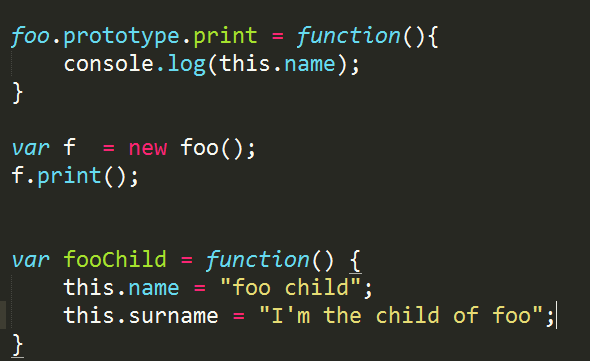 foo.prototype.print = function(){
    console.log(this.name);
}
var f  = new foo();
f.print();
var fooChild = function() {
    this.name = "foo child";
    this.surname = "I'm the child of foo";
}